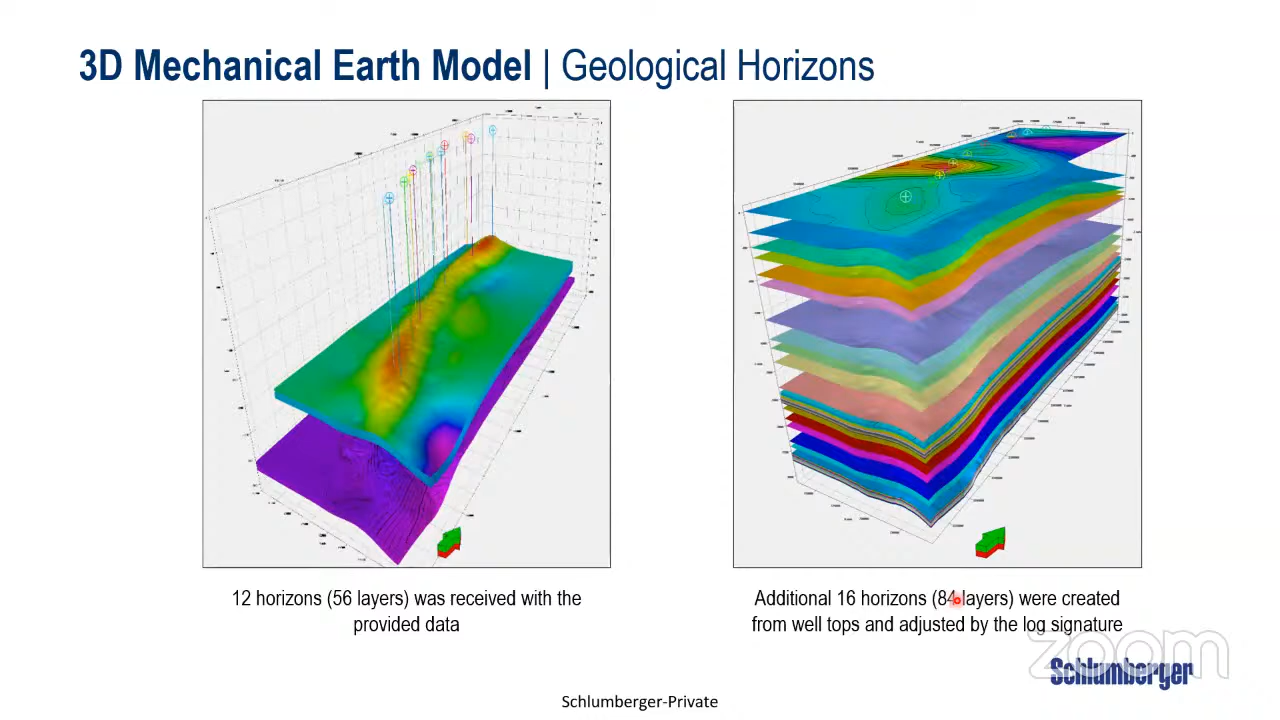 3D Mechanical Earth Model | Geological Horizons
12 horizons (56 layers) was received with the
provided data
Additional 16 horizons (84 layers) were created
from well tops and adjusted by the log signature
zoom
Schlumberger
Schlumberger-Private